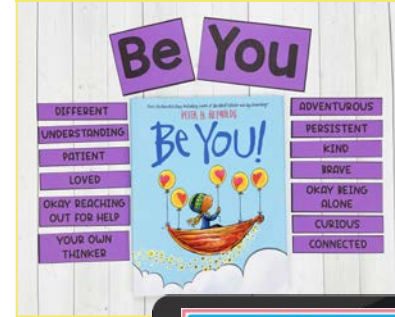 Be You
DIFFERENT
UNDERSTANDING
PATIENT
LOVED
OKAY REACHING
OUT FOR HELP
YOUR OWN
THINKER
PETER H. REYNOLDS
Be YOU!
ADVENTUROUS
PERSISTENT
KIND
BRAVE
OKAY BEING
ALONE
CURIOUS
CONNECTED